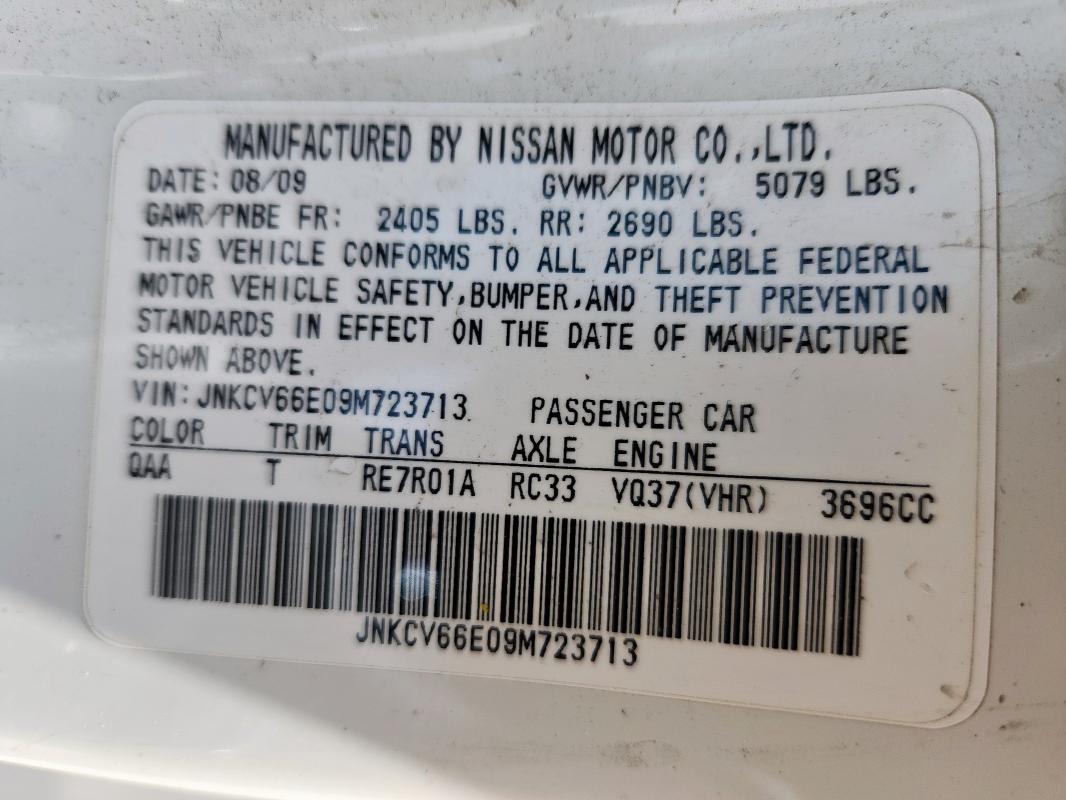 MANUFACTURED BY NISSAN MOTOR CO.,LTD.
DATE: 08/09 GVWR/PNBV: 5079 LBS.
GAWR/PNBE FR: 2405 LBS. RR: 2690 LBS.
THIS VEHICLE CONFORMS TO ALL APPLICABLE FEDERAL
MOTOR VEHICLE SAFETY,BUMPER,AND THEFT PREVENTION
STANDARDS IN EFFECT ON THE DATE OF MANUFACTURE
SHOWN ABOVE.
VIN:JNKCV66E09M723713. PASSENGER CAR
COLOR TRIM TRANS AXLE ENGINE
QAA T RE7R01A RC33 VQ37(VHR) 3696CC
JNKCV66E09M723713